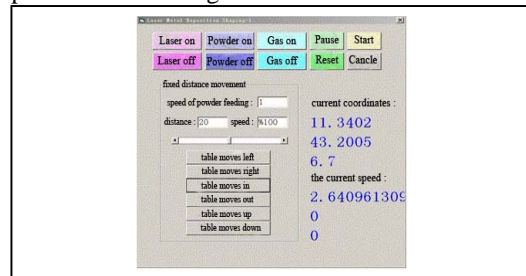 Laser Metal Deposition Shaping-1
Laser on Powder on Gas on Pause Start
Laser off Powder off Gas off Reset Cancle
fixed distance movement
speed of powder feeding : 1
distance : 20 speed : %100
table moves left
table moves right
table moves in
table moves out
table moves up
table moves down
current coordinates :
11.3402
43.2005
6.7
the current speed :
2.640961309
0
0